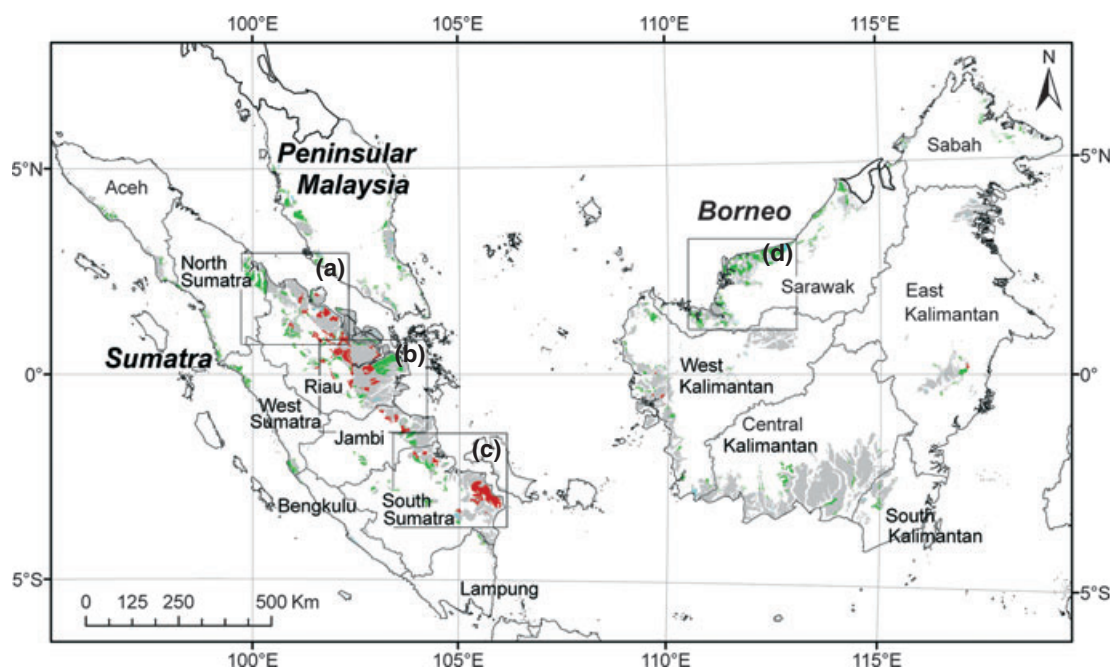 100°E
105°E
110°E
115°E
N
5°N
5°N
Peninsular
Malaysia
Sabah
Aceh
Borneo
(d)
North
Sumatra
(a)
Sarawak
East
Kalimantan
Sumatra
(b)
0°
0°
Riau
West
Kalimantan
West
Sumatra
Central
Kalimantan
Jambi
(c)
Bengkulu
South
Sumatra
South
Kalimantan
5°S
5°S
Lampung
0 125 250 500 Km
100°E
105°E
110°E
115°E